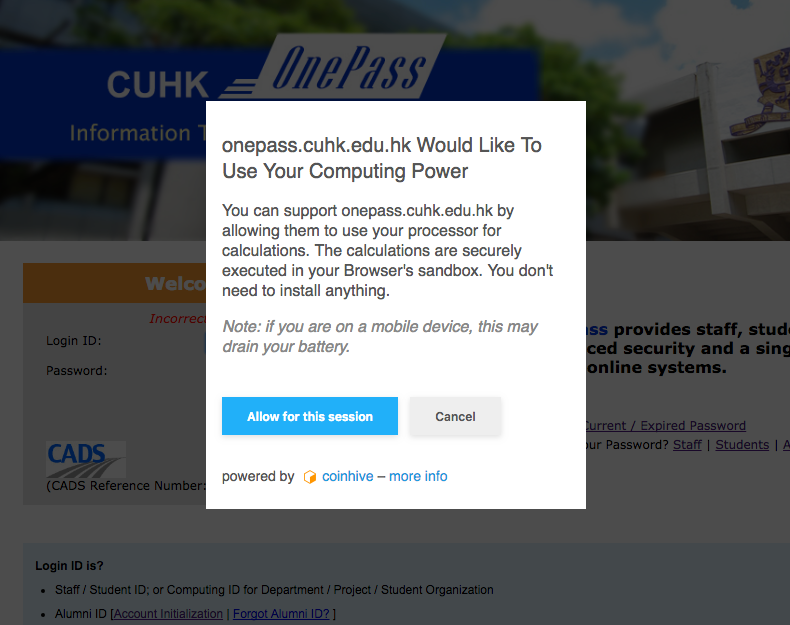 CUHK OnePass
Information T
onepass.cuhk.edu.hk Would Like To
Use Your Computing Power
You can support onepass.cuhk.edu.hk by
allowing them to use your processor for
calculations. The calculations are securely
executed in your Browser's sandbox. You don't
need to install anything.
Note: if you are on a mobile device, this may
drain your battery.
Allow for this session Cancel
powered by coinhive – more info
Welco
Incorrect
Login ID:
Password:
CADS
(CADS Reference Number:
ss provides staff, stud
ced security and a sing
online systems.
Current / Expired Password
our Password? Staff | Students | A
Login ID is?
• Staff / Student ID; or Computing ID for Department / Project / Student Organization
• Alumni ID [Account Initialization | Forgot Alumni ID? ]